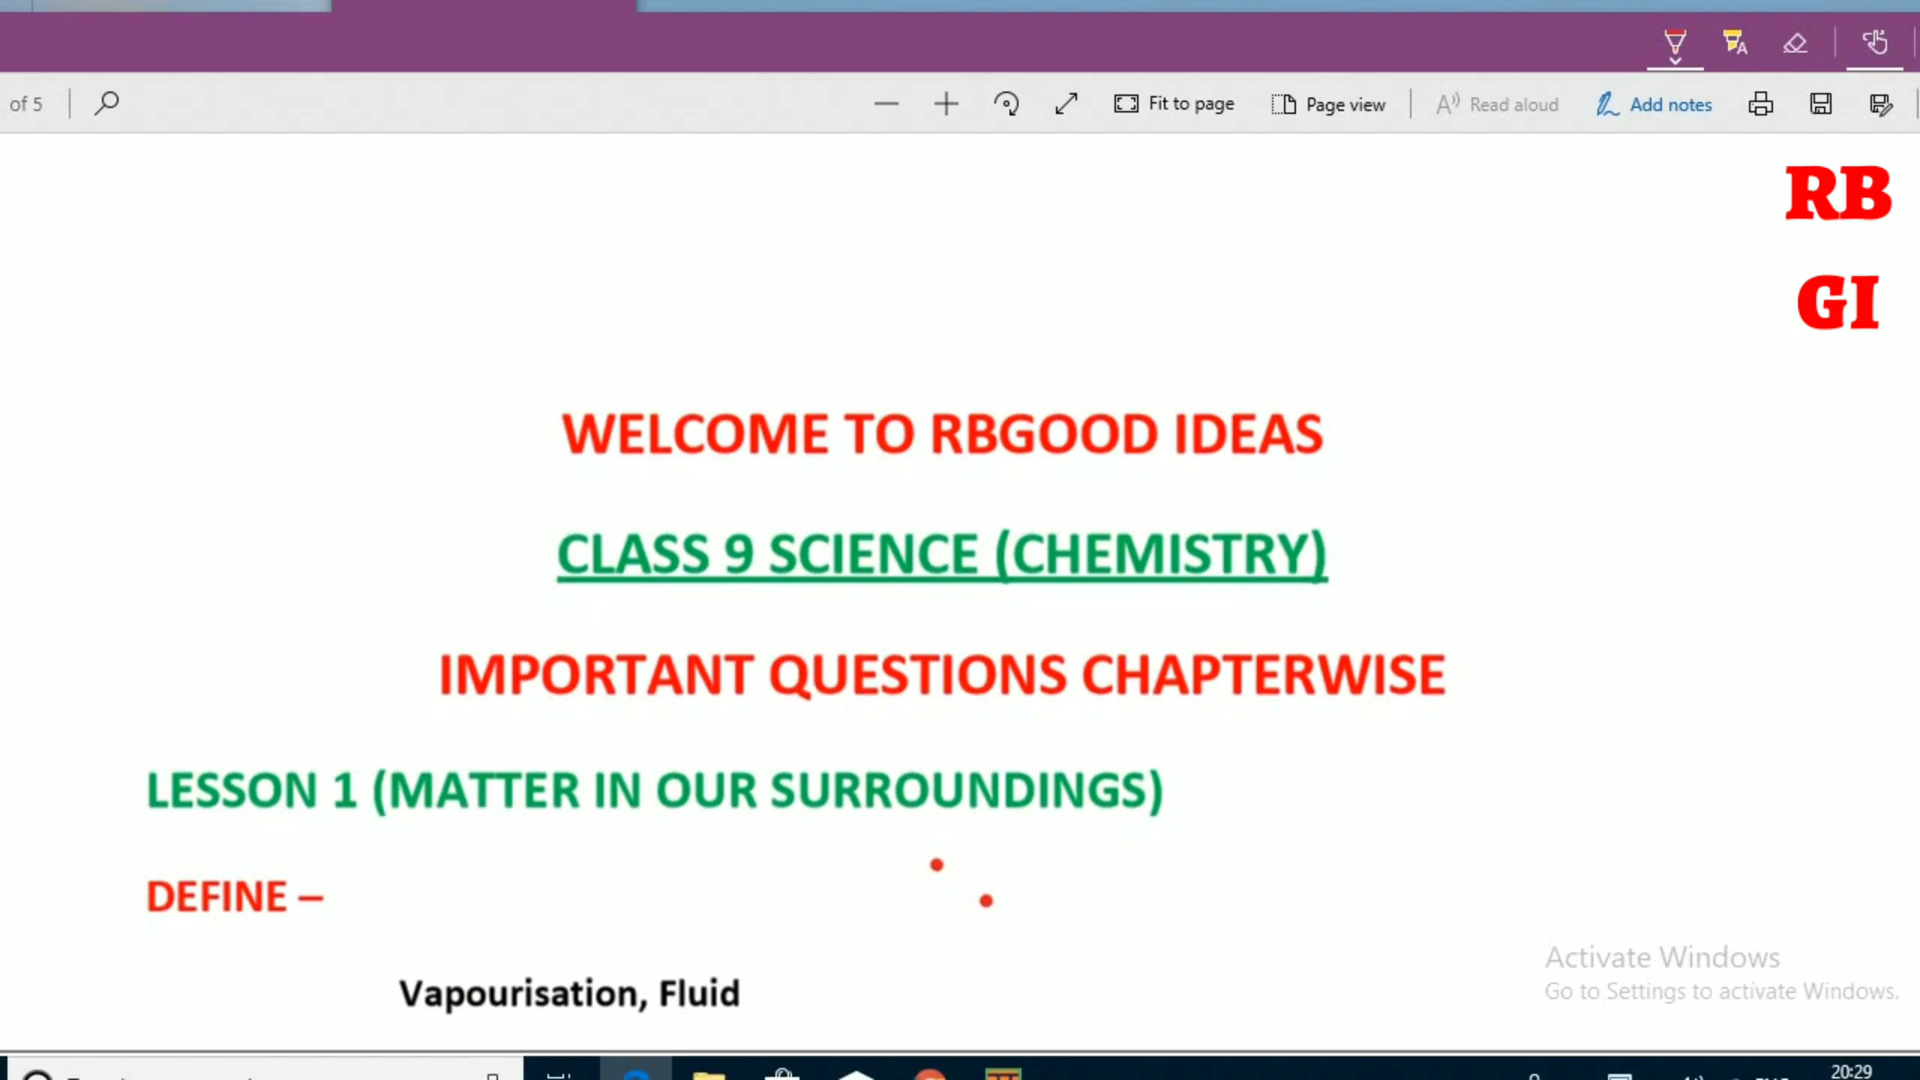 of 5
Fit to page
Page view
Read aloud
Add notes
RB
GI
WELCOME TO RBGOOD IDEAS
CLASS 9 SCIENCE (CHEMISTRY)
IMPORTANT QUESTIONS CHAPTERWISE
LESSON 1 (MATTER IN OUR SURROUNDINGS)
DEFINE –
Vapourisation, Fluid
Activate Windows
Go to Settings to activate Windows.
20:29